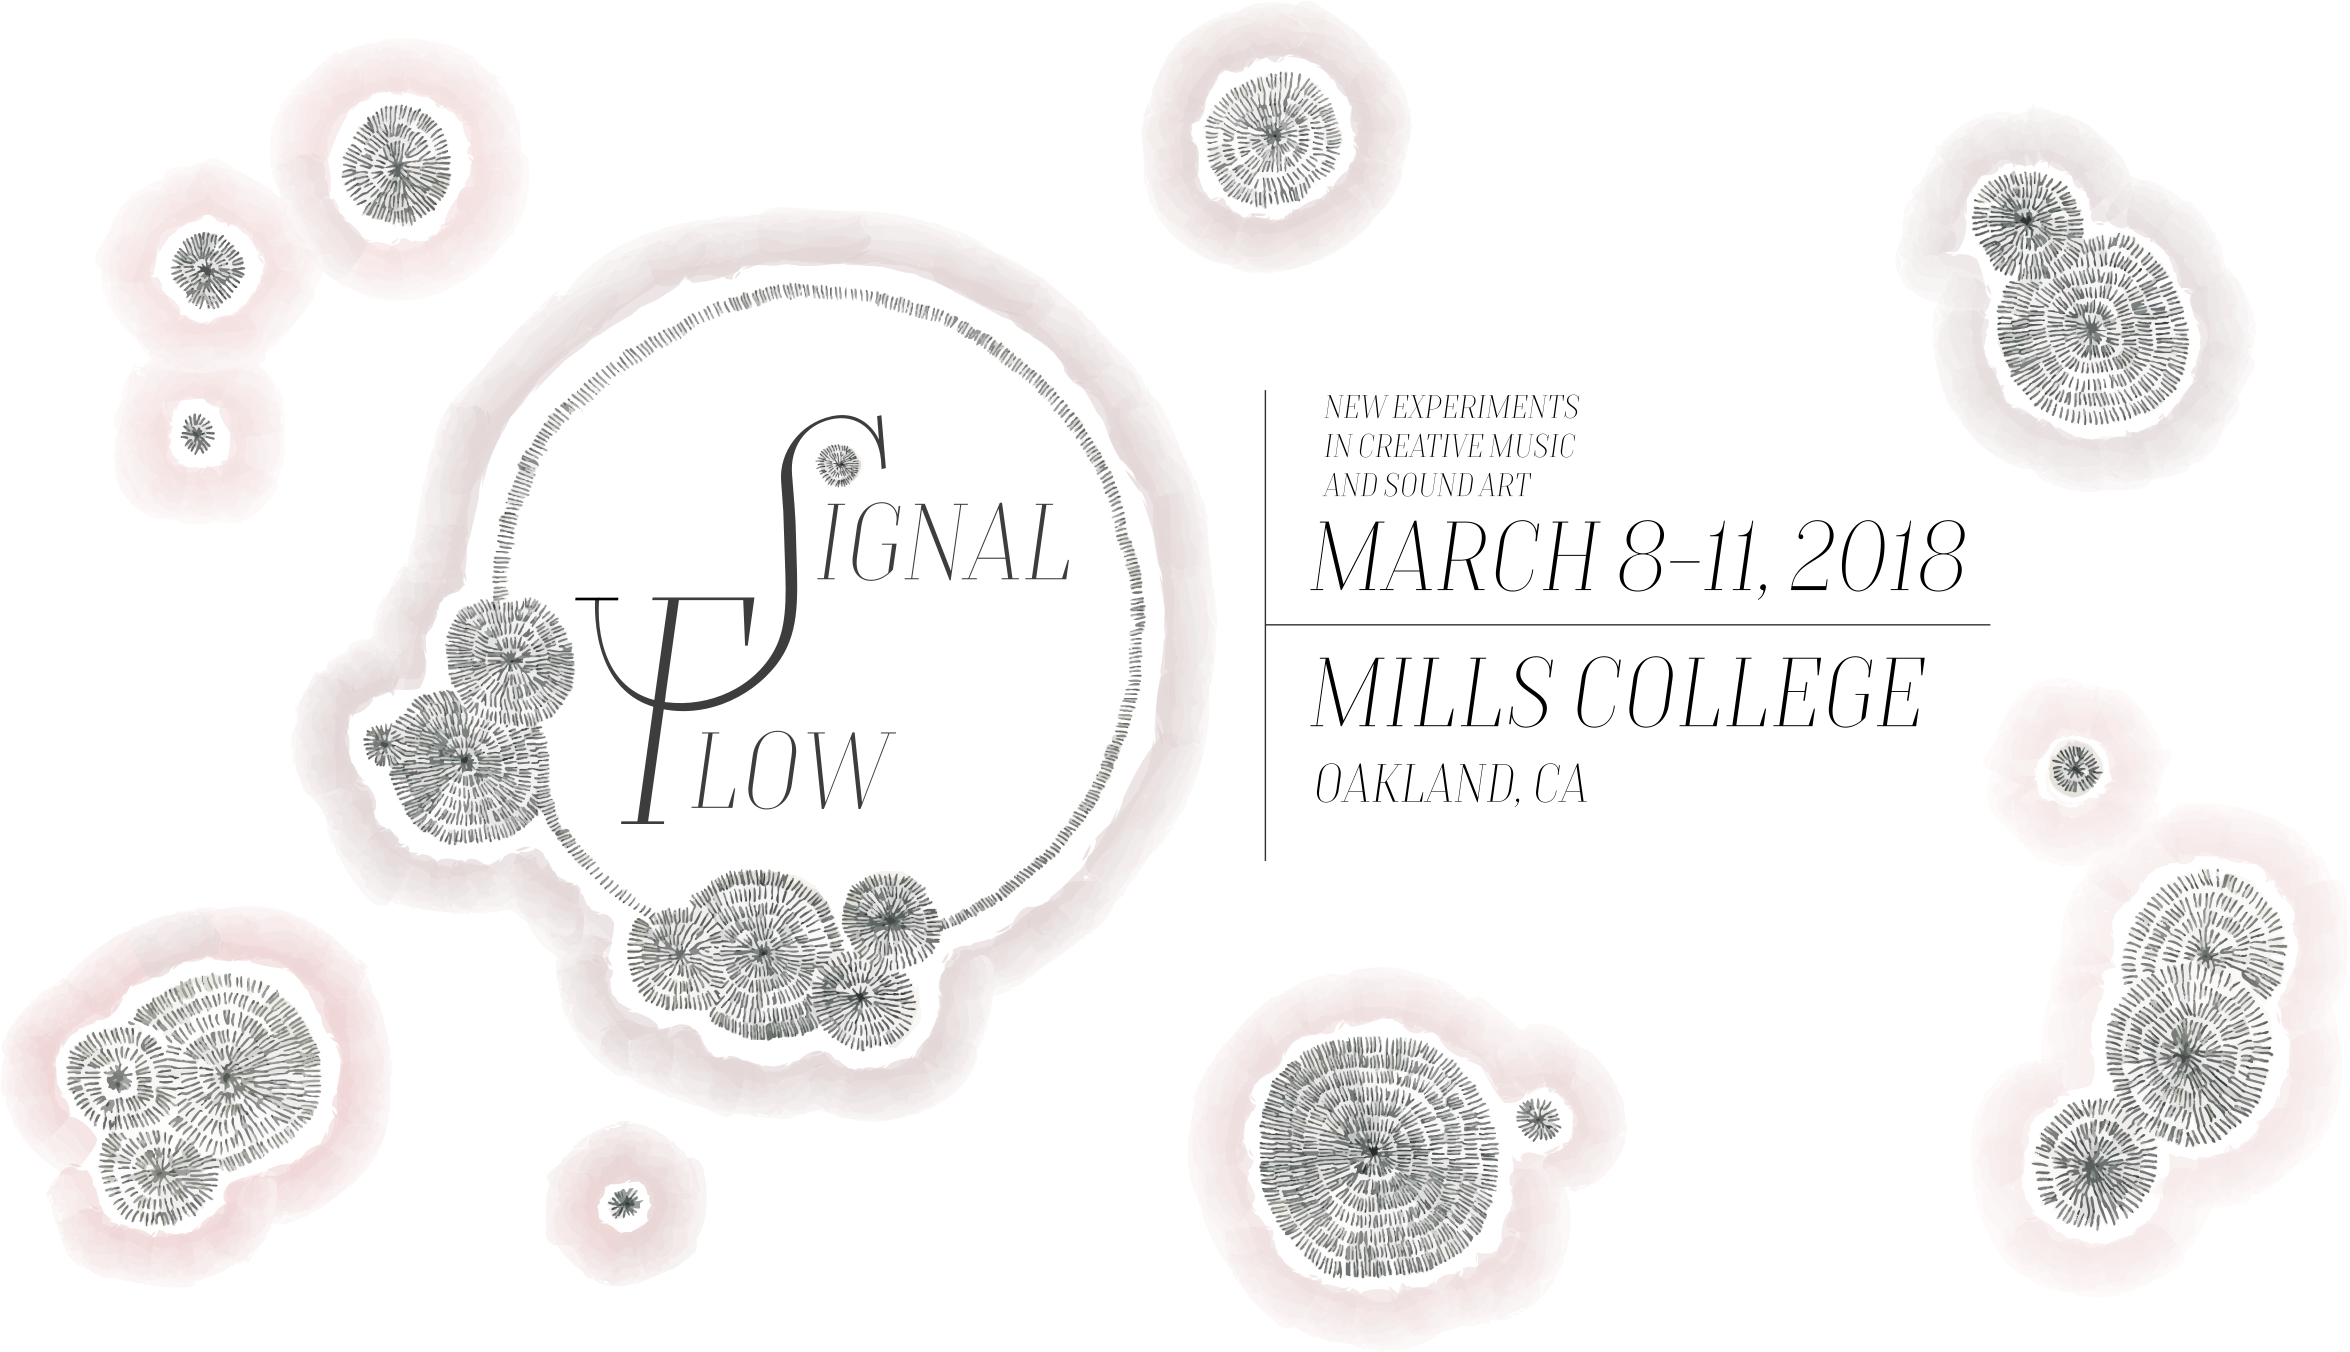 SIGNAL
FLOW
NEW EXPERIMENTS
IN CREATIVE MUSIC
AND SOUND ART
MARCH 8–11, 2018
MILLS COLLEGE
OAKLAND, CA